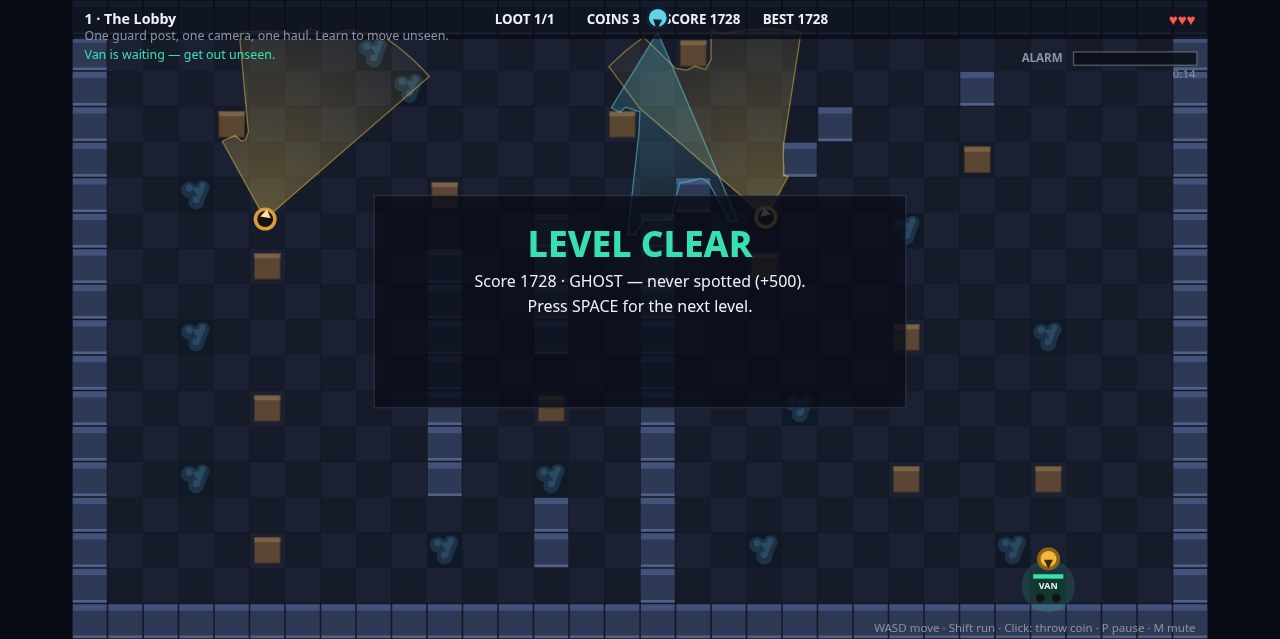 1 · The Lobby
LOOT 1/1
COINS 3
SCORE 1728
BEST 1728
♥♥♥
One guard post, one camera, one haul. Learn to move unseen.
Van is waiting — get out unseen.
ALARM
0:14
LEVEL CLEAR
Score 1728 · GHOST — never spotted (+500).
Press SPACE for the next level.
VAN
WASD move · Shift run · Click: throw coin · P pause · M mute